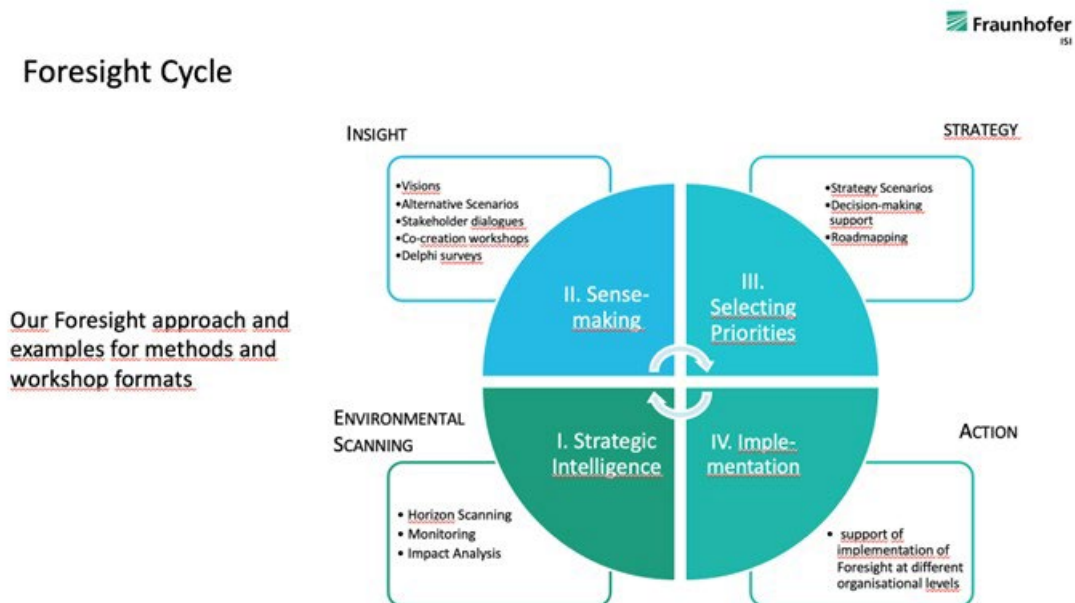 Fraunhofer
ISI
Foresight Cycle
INSIGHT
•Visions
•Alternative Scenarios
•Stakeholder dialogues
•Co-creation workshops
•Delphi surveys
STRATEGY
•Strategy Scenarios
•Decision-making
support
•Roadmapping
II. Sense-
making
III.
Selecting
Priorities
Our Foresight approach and
examples for methods and
workshop formats
ENVIRONMENTAL
SCANNING
• Horizon Scanning
• Monitoring
• Impact Analysis
I. Strategic
Intelligence
IV. Imple-
mentation
ACTION
• support of
implementation of
Foresight at different
organisational levels